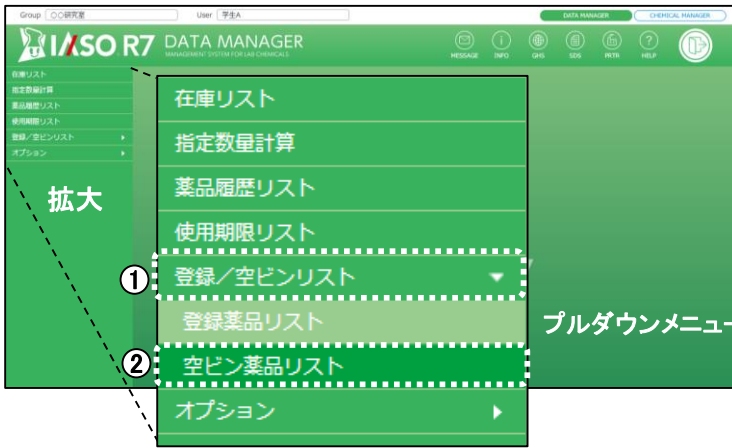 Group ○○研究室 User 学生A DATA MANAGER CHEMICAL MANAGER
IASO R7 DATA MANAGER
MANAGEMENT SYSTEM FOR LAB CHEMICALS
MESSAGE INFO GHS SDS PRTR HELP
在庫リスト
指定数量計算
薬品履歴リスト
使用期限リスト
登録/空ビンリスト
オプション
拡大
在庫リスト
指定数量計算
薬品履歴リスト
使用期限リスト
① 登録/空ビンリスト
登録薬品リスト
プルダウンメニュー
② 空ビン薬品リスト
オプション